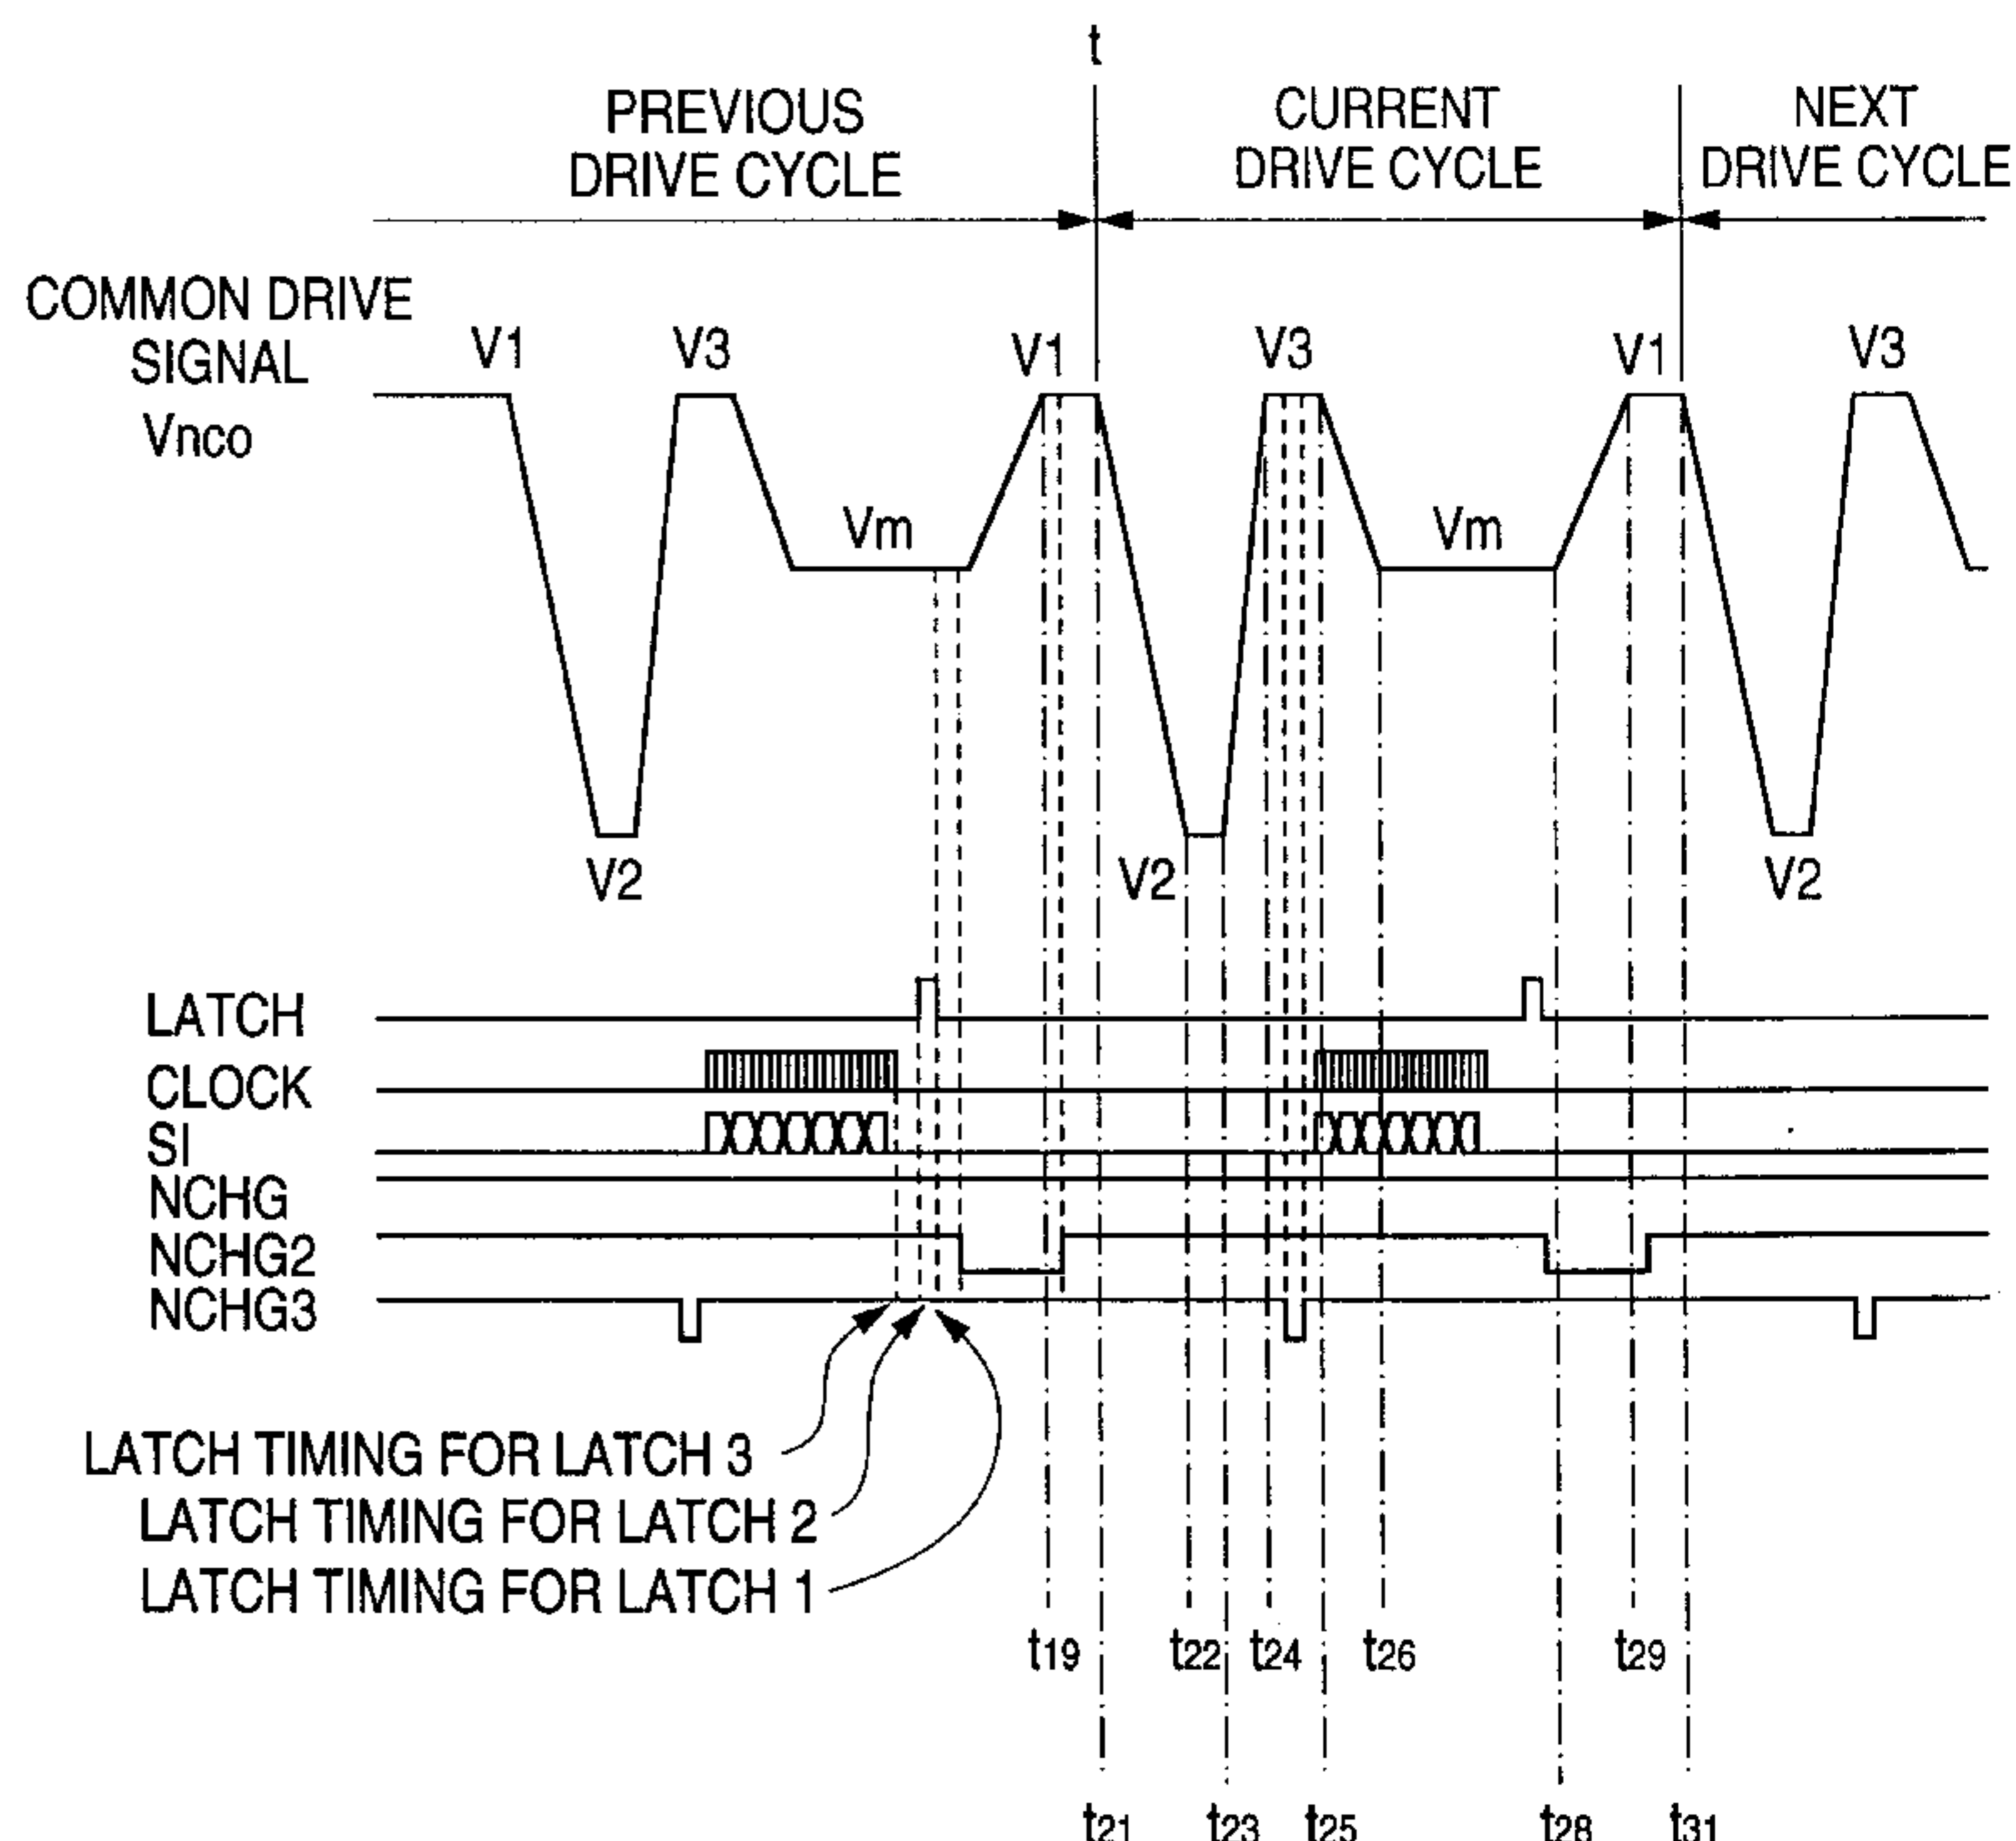 t
PREVIOUS
DRIVE CYCLE
CURRENT
DRIVE CYCLE
NEXT
DRIVE CYCLE
COMMON DRIVE
SIGNAL
Vnco
V1
V3
V1
V3
V1
V3
Vm
Vm
V2
V2
V2
LATCH
CLOCK
SI
NCHG
NCHG2
NCHG3
LATCH TIMING FOR LATCH 3
LATCH TIMING FOR LATCH 2
LATCH TIMING FOR LATCH 1
t19 t22 t24 t26 t29
t21 t23 t25 t28 t31